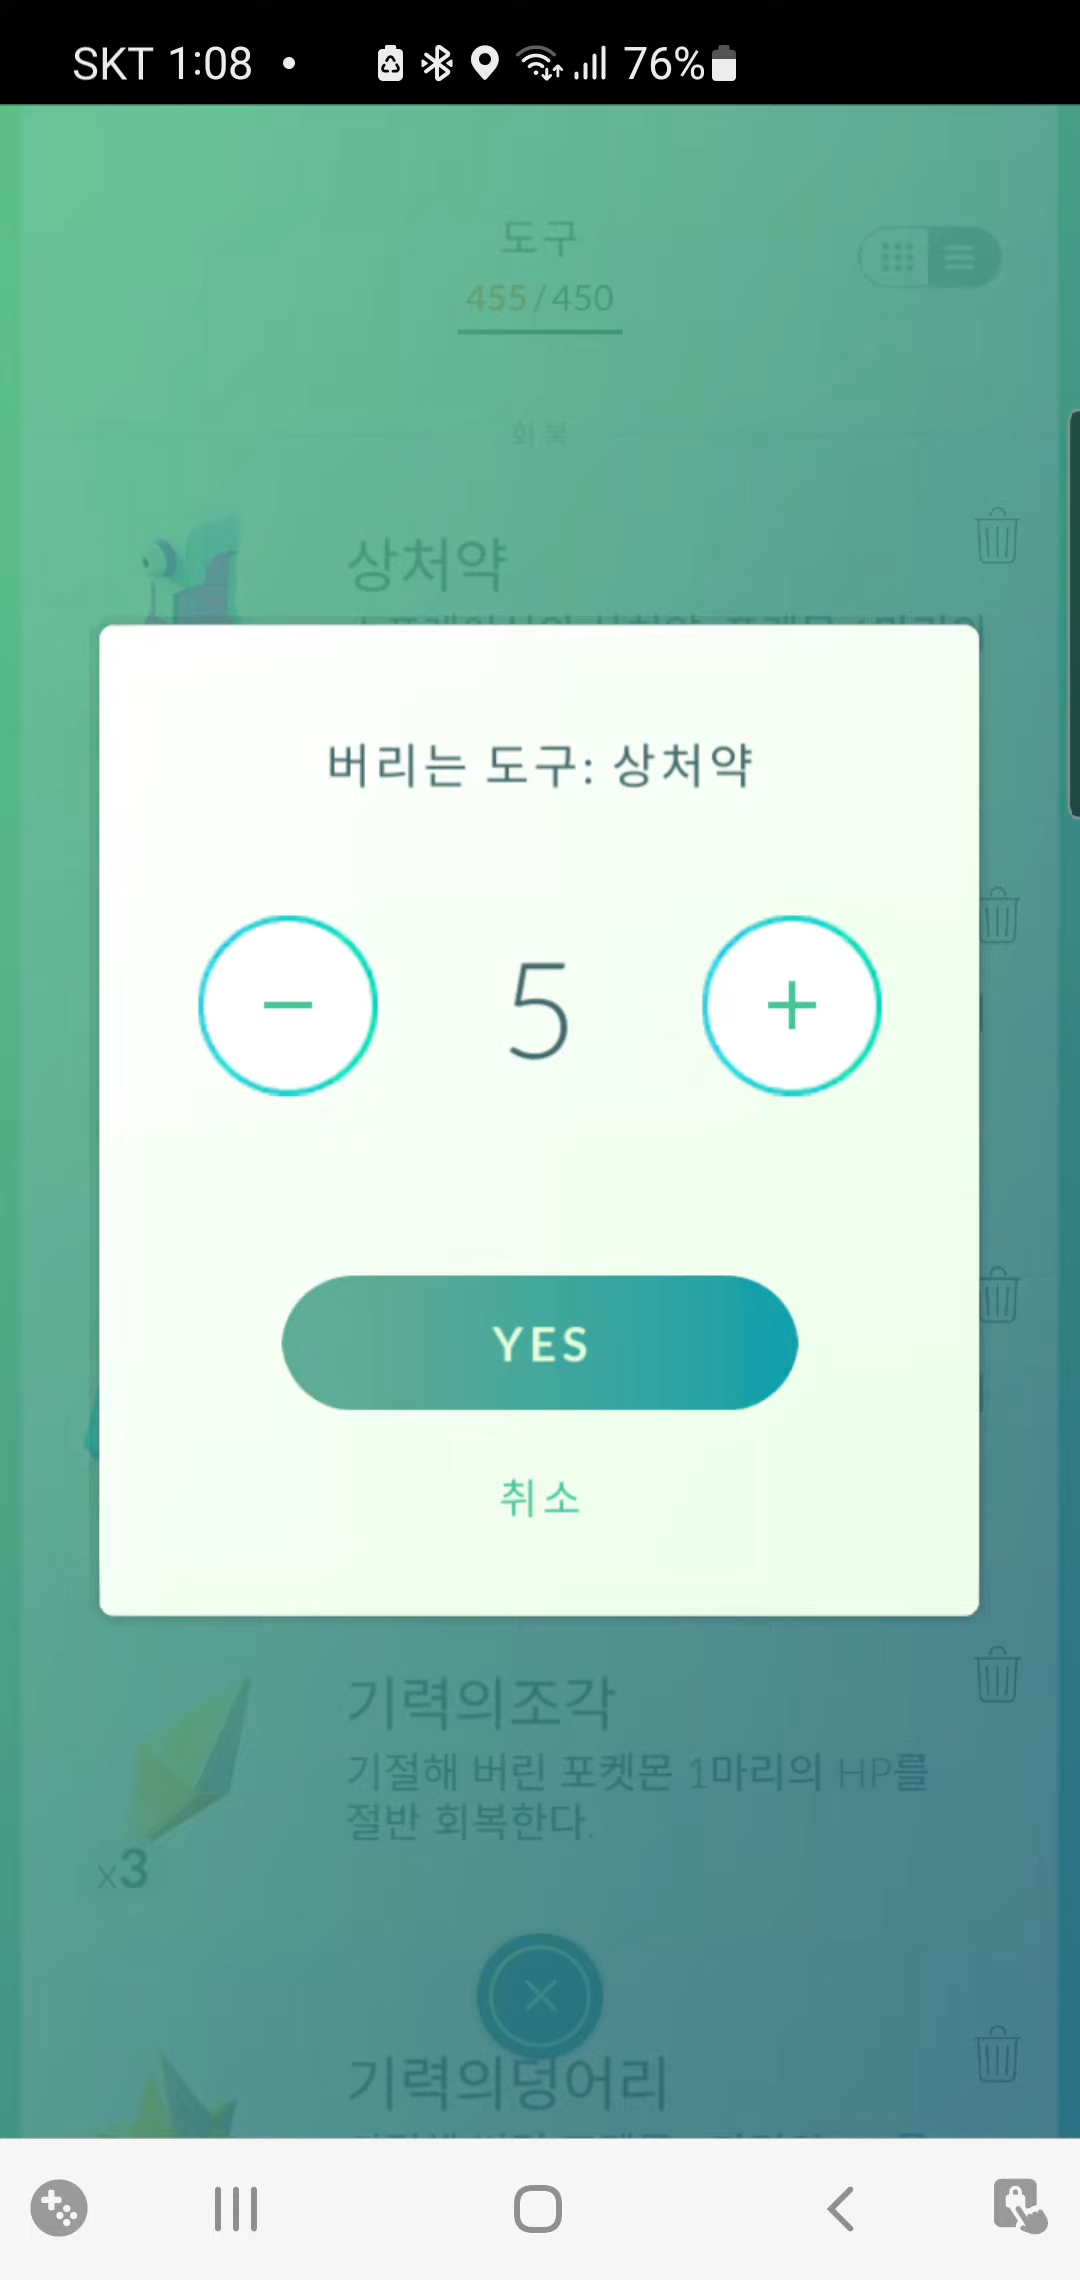 SKT 1:08 • 76%
도구
455/450
회복
상처약
버리는 도구: 상처약
5
YES
취소
기력의조각
기절해 버린 포켓몬 1마리의 HP를
절반 회복한다.
x3
기력의덩어리